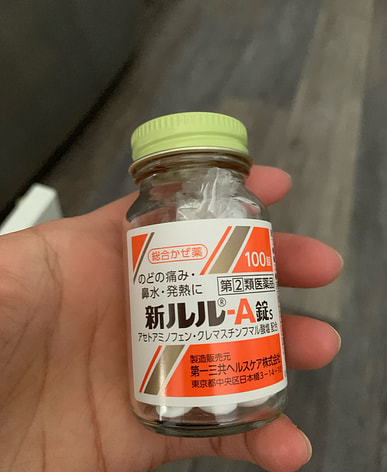 総合かぜ薬
100錠
のどの痛み・
鼻水・発熱に
指定第②類医薬品
新ルル®-A錠s
アセトアミノフェン・クレマスチンフマル酸塩 配合
製造販売元
第一三共ヘルスケア株式会社
東京都中央区日本橋3-14-